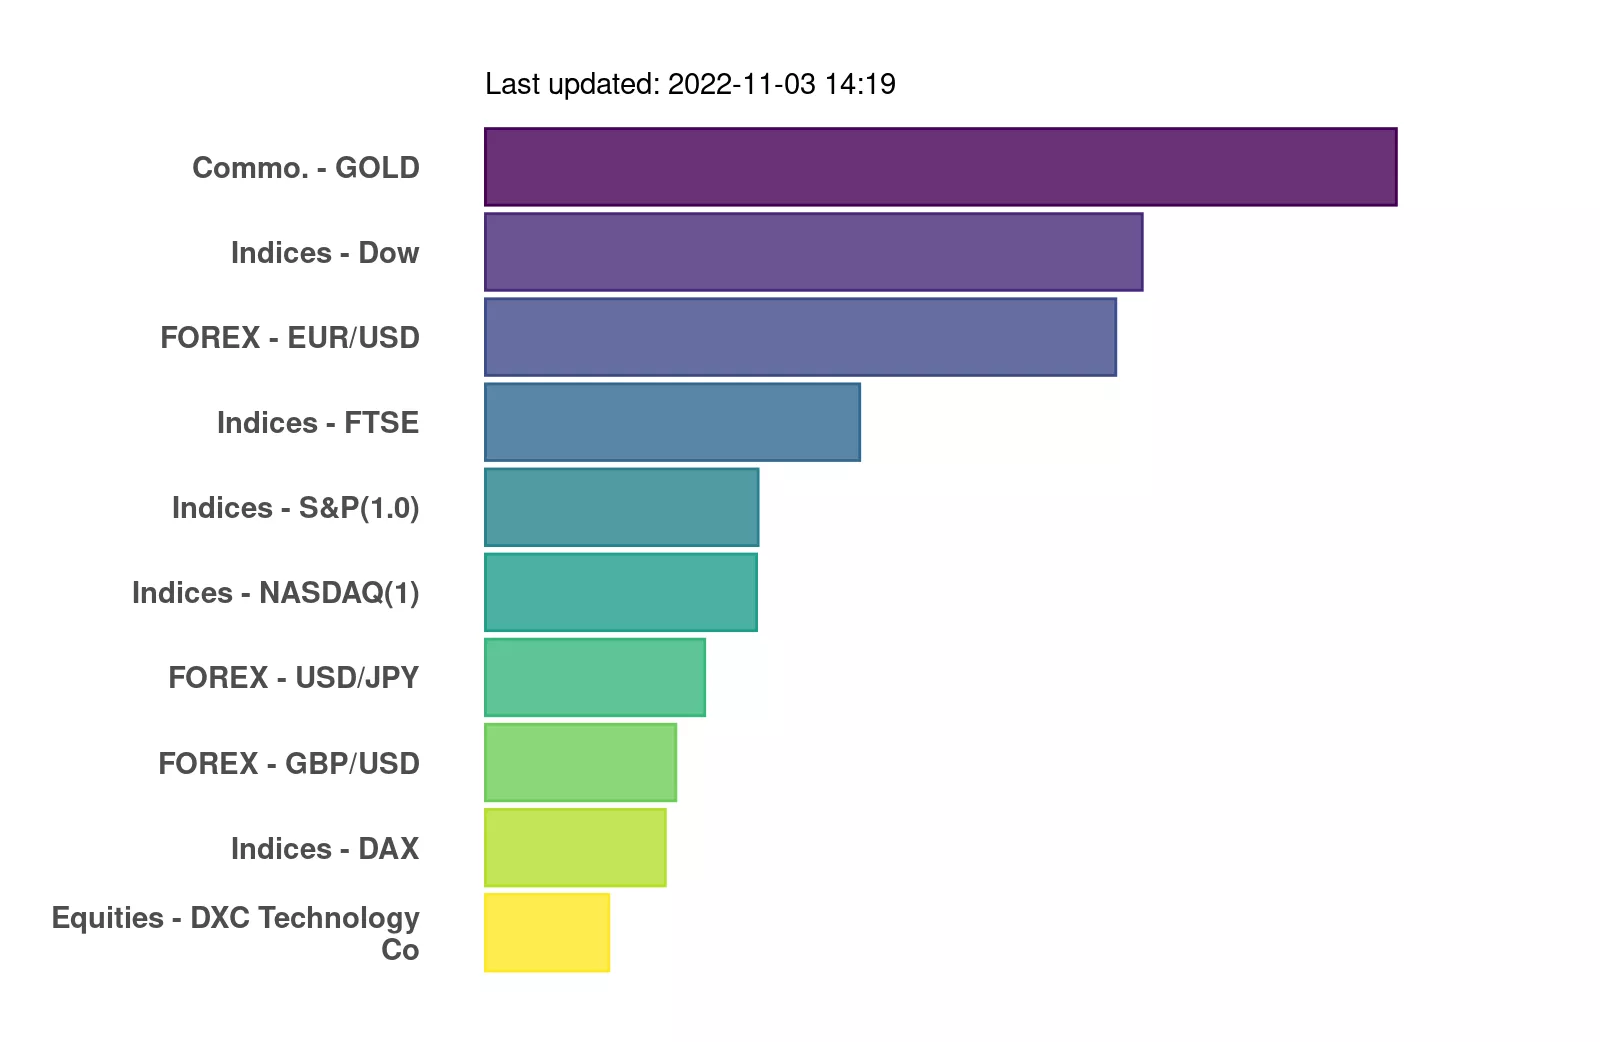 Last updated: 2022-11-03 14:19
Commo. - GOLD
Indices - Dow
FOREX - EUR/USD
Indices - FTSE
Indices - S&P(1.0)
Indices - NASDAQ(1)
FOREX - USD/JPY
FOREX - GBP/USD
Indices - DAX
Equities - DXC Technology
Co